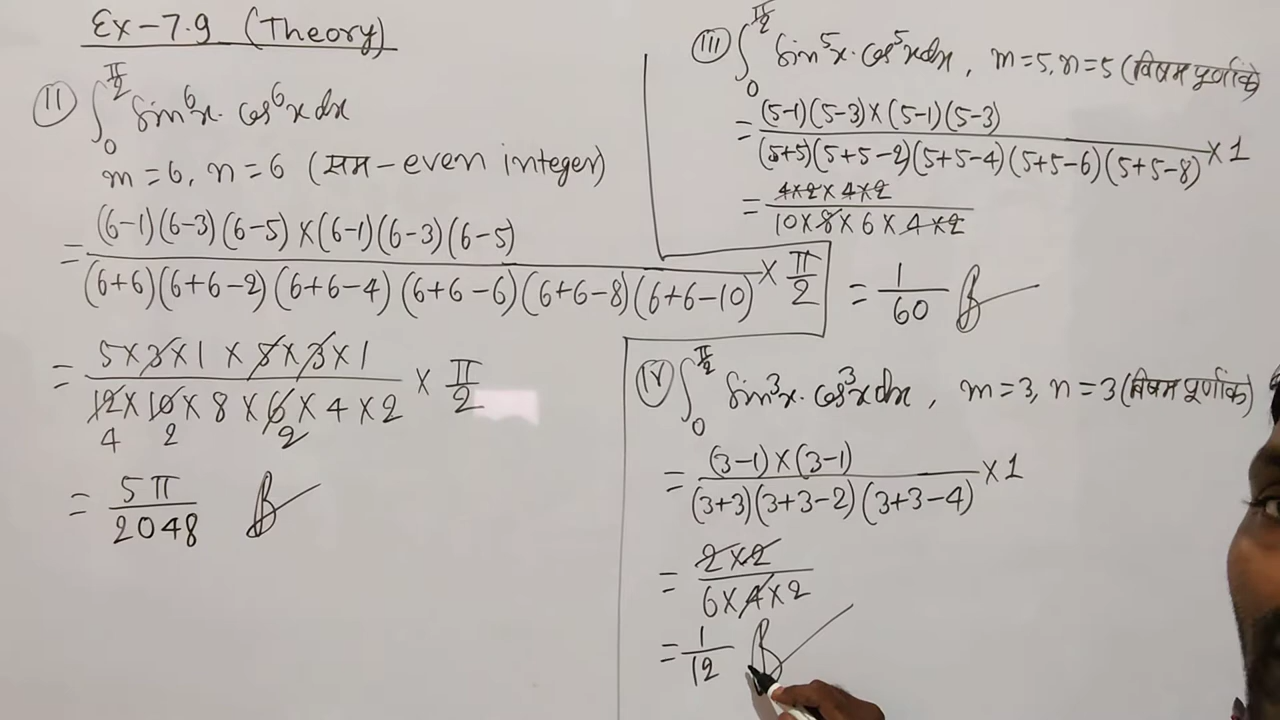 Ex-7.9 (Theory)
(ii) ∫₀^{π/2} sin⁶x · cos⁶x dx
m = 6, n = 6 (सम - even integer)
= (6-1)(6-3)(6-5) × (6-1)(6-3)(6-5) / (6+6)(6+6-2)(6+6-4)(6+6-6)(6+6-8)(6+6-10) × π/2
= 5×3×1 × 5×3×1 / 12×10×8×6×4×2 × π/2
4 2 2
= 5π / 2048
(iii) ∫₀^{π/2} sin⁵x · cos⁵x dx, m=5, n=5 (विषम पूर्णांक)
= (5-1)(5-3)×(5-1)(5-3) / (5+5)(5+5-2)(5+5-4)(5+5-6)(5+5-8) × 1
= 4×2×4×2 / 10×8×6×4×2
= 1 / 60
(iv) ∫₀^{π/2} sin³x · cos³x dx, m=3, n=3 (विषम पूर्णांक)
= (3-1)×(3-1) / (3+3)(3+3-2)(3+3-4) × 1
= 2×2 / 6×4×2
= 1 / 12